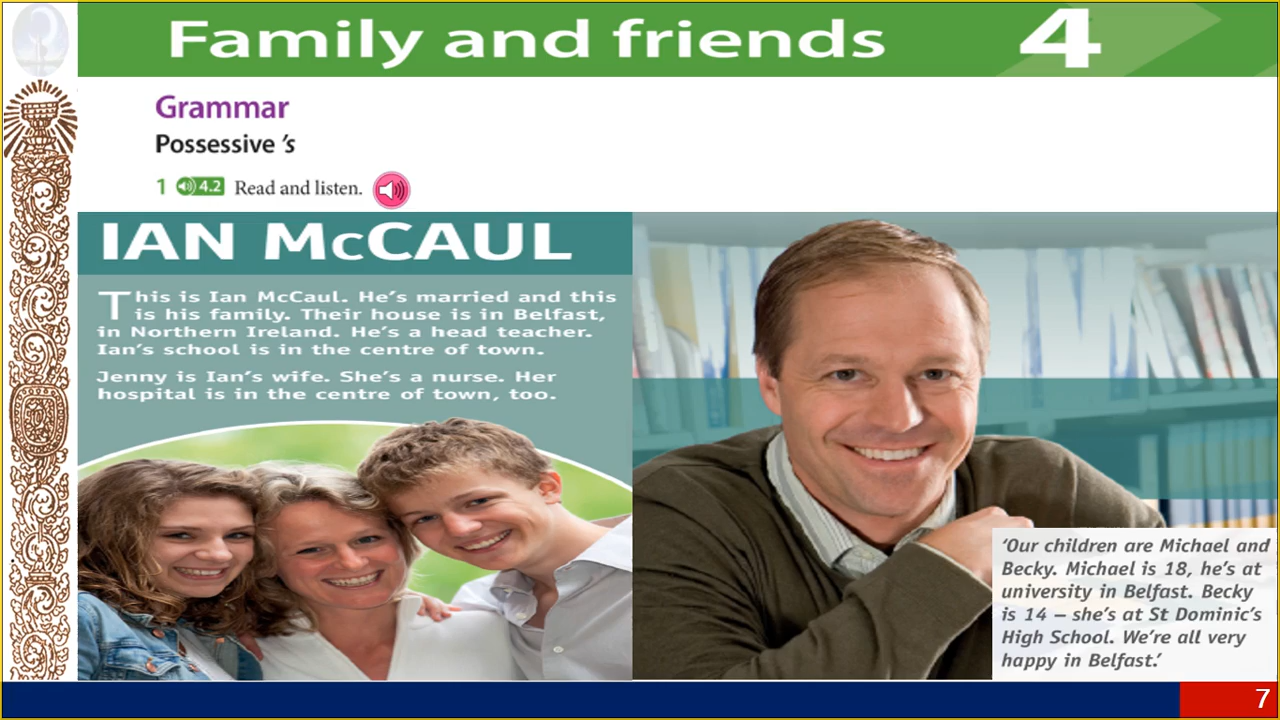 Family and friends 4
Grammar
Possessive ’s
1 4.2 Read and listen.
IAN McCAUL
This is Ian McCaul. He’s married and this
is his family. Their house is in Belfast,
in Northern Ireland. He’s a head teacher.
Ian’s school is in the centre of town.
Jenny is Ian’s wife. She’s a nurse. Her
hospital is in the centre of town, too.
‘Our children are Michael and
Becky. Michael is 18, he’s at
university in Belfast. Becky
is 14 – she’s at St Dominic’s
High School. We’re all very
happy in Belfast.’
7